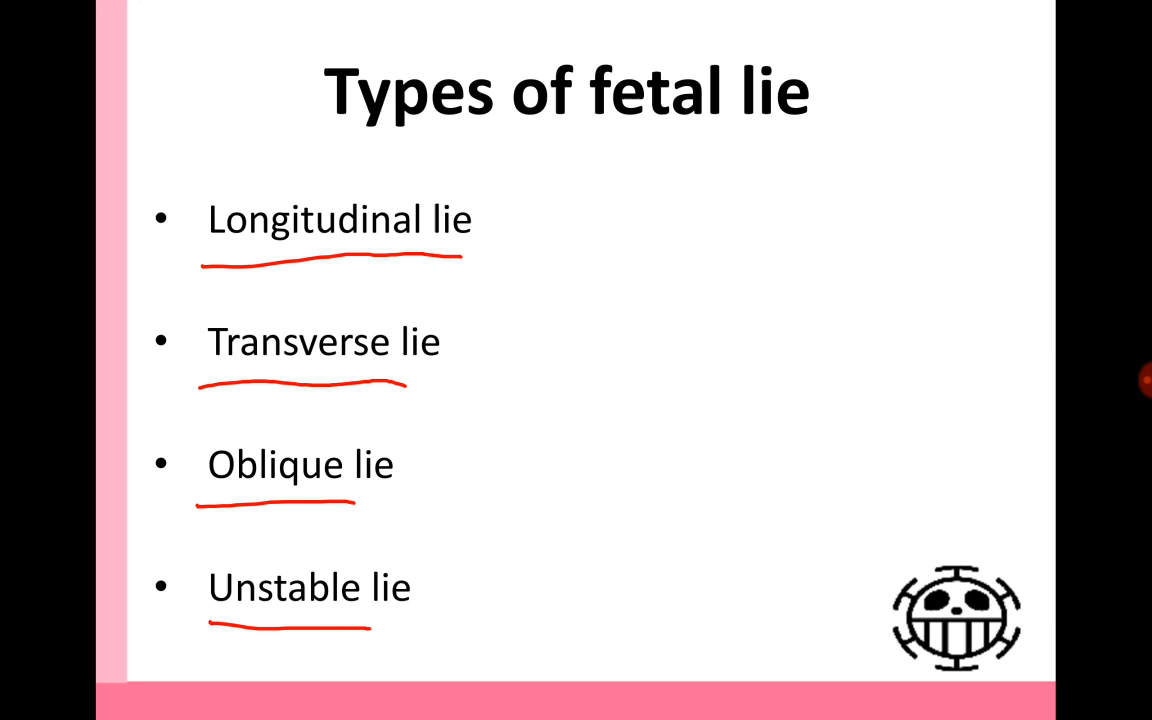 Types of fetal lie
• Longitudinal lie
• Transverse lie
• Oblique lie
• Unstable lie